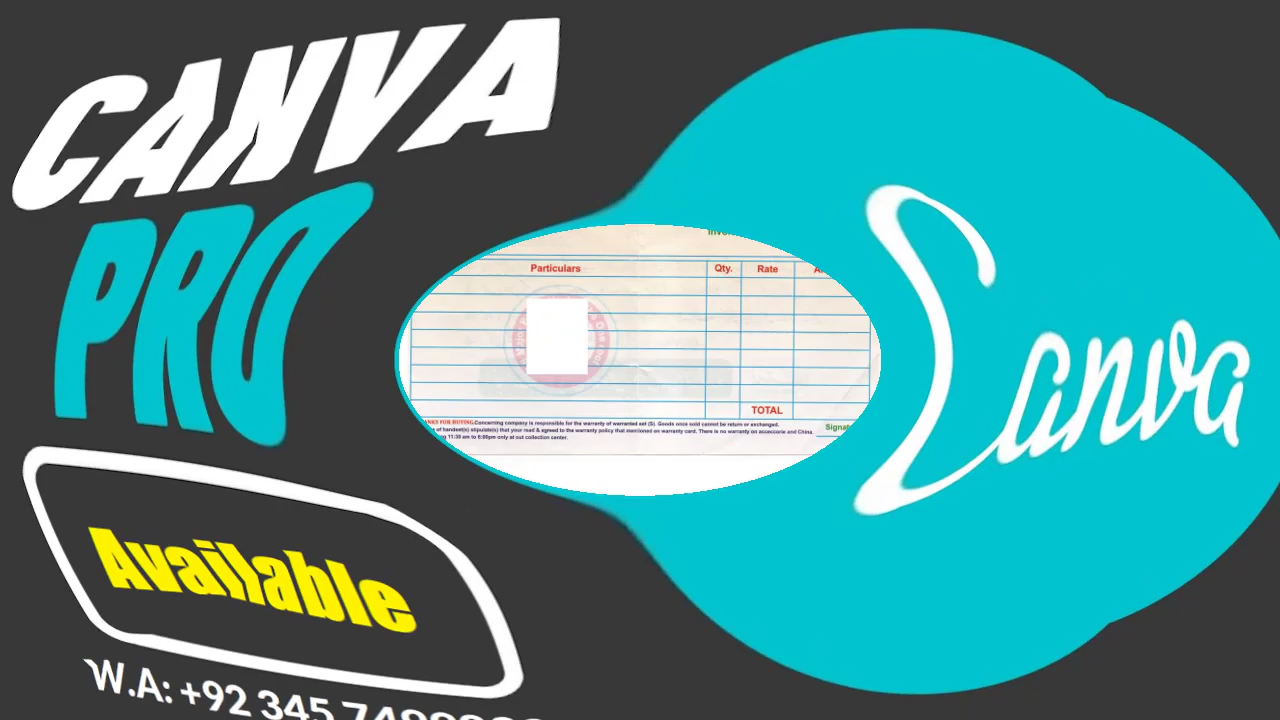 CANVA
PRO
Available
W.A: +92 345
Canva
Particulars Qty. Rate
TOTAL
Concerning company is responsible for the warranty of warranted set (S). Goods once sold cannot be return or exchanged.
of handset(s) stipulate(s) that your read & agreed to the warranty policy that mentioned on warranty card. There is no warranty on accaccorie and China.
11:30 am to 6:00pm only at our collection center.